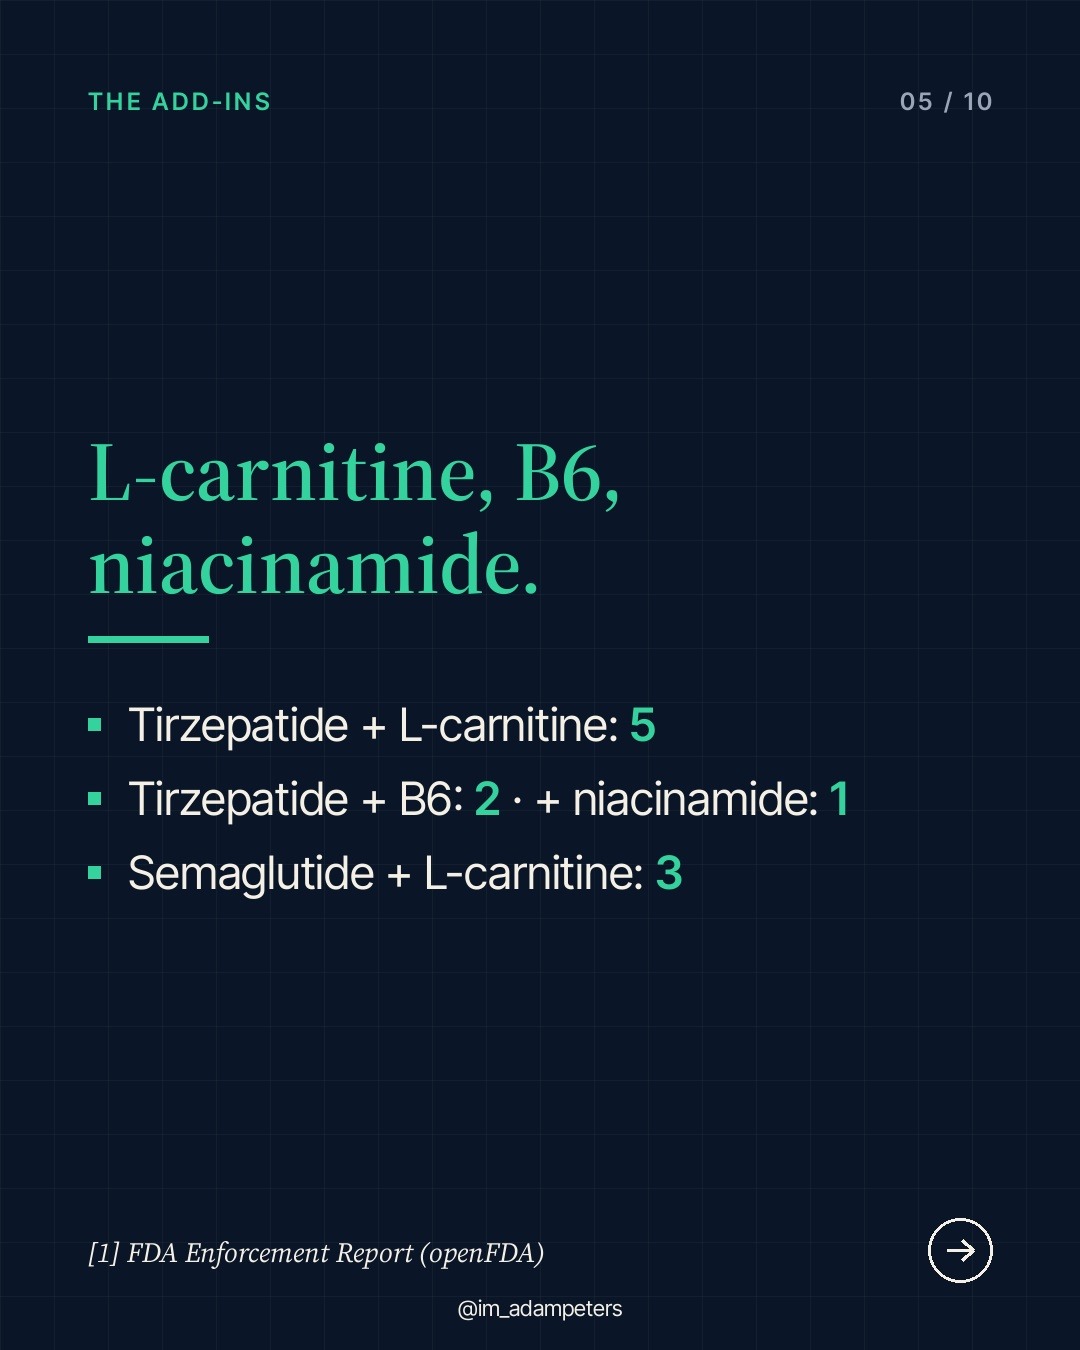 THE ADD-INS
05 / 10
L-carnitine, B6,
niacinamide.
Tirzepatide + L-carnitine: 5
Tirzepatide + B6: 2 · + niacinamide: 1
Semaglutide + L-carnitine: 3
[1] FDA Enforcement Report (openFDA)
@im_adampeters